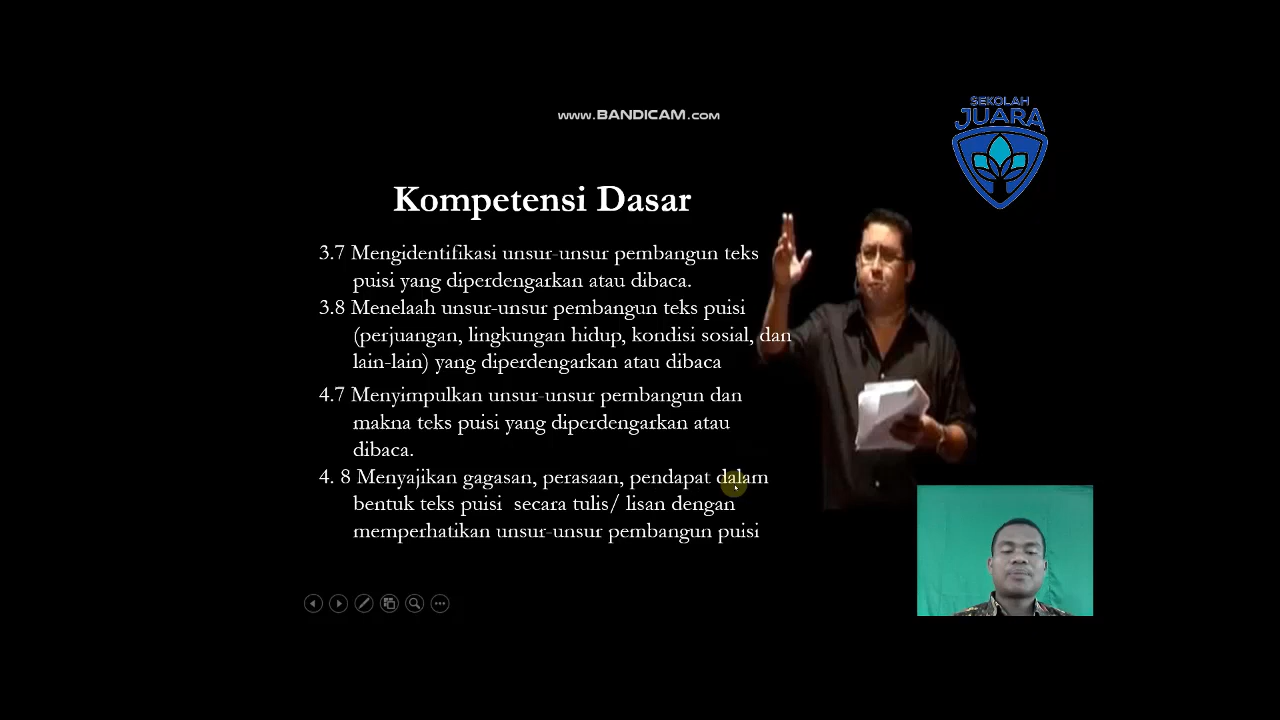 www.BANDICAM.com
SEKOLAH
JUARA
Kompetensi Dasar
3.7 Mengidentifikasi unsur-unsur pembangun teks
puisi yang diperdengarkan atau dibaca.
3.8 Menelaah unsur-unsur pembangun teks puisi
(perjuangan, lingkungan hidup, kondisi sosial, dan
lain-lain) yang diperdengarkan atau dibaca
4.7 Menyimpulkan unsur-unsur pembangun dan
makna teks puisi yang diperdengarkan atau
dibaca.
4. 8 Menyajikan gagasan, perasaan, pendapat dalam
bentuk teks puisi  secara tulis/ lisan dengan
memperhatikan unsur-unsur pembangun puisi